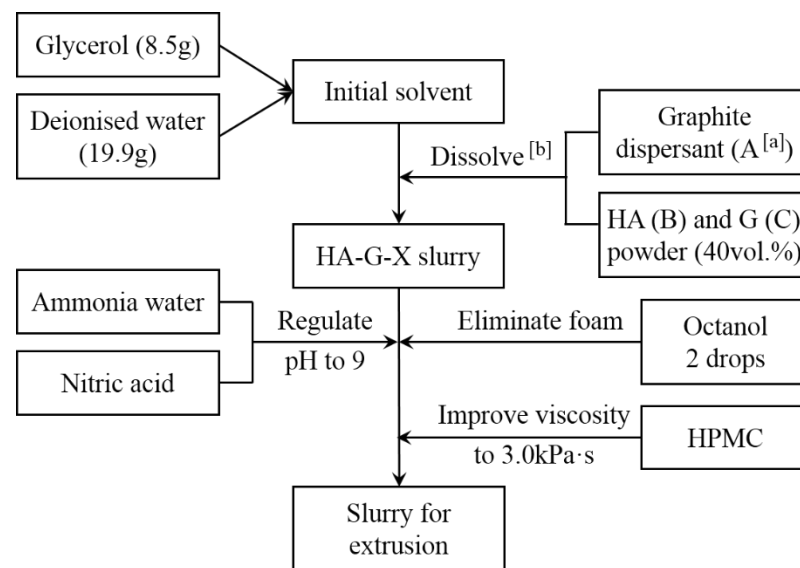 Glycerol (8.5g)
Deionised water
(19.9g)
Initial solvent
Dissolve [b]
Graphite
dispersant (A [a])
HA (B) and G (C)
powder (40vol.%)
HA-G-X slurry
Ammonia water
Nitric acid
Regulate
pH to 9
Eliminate foam
Octanol
2 drops
Improve viscosity
to 3.0kPa·s
HPMC
Slurry for
extrusion